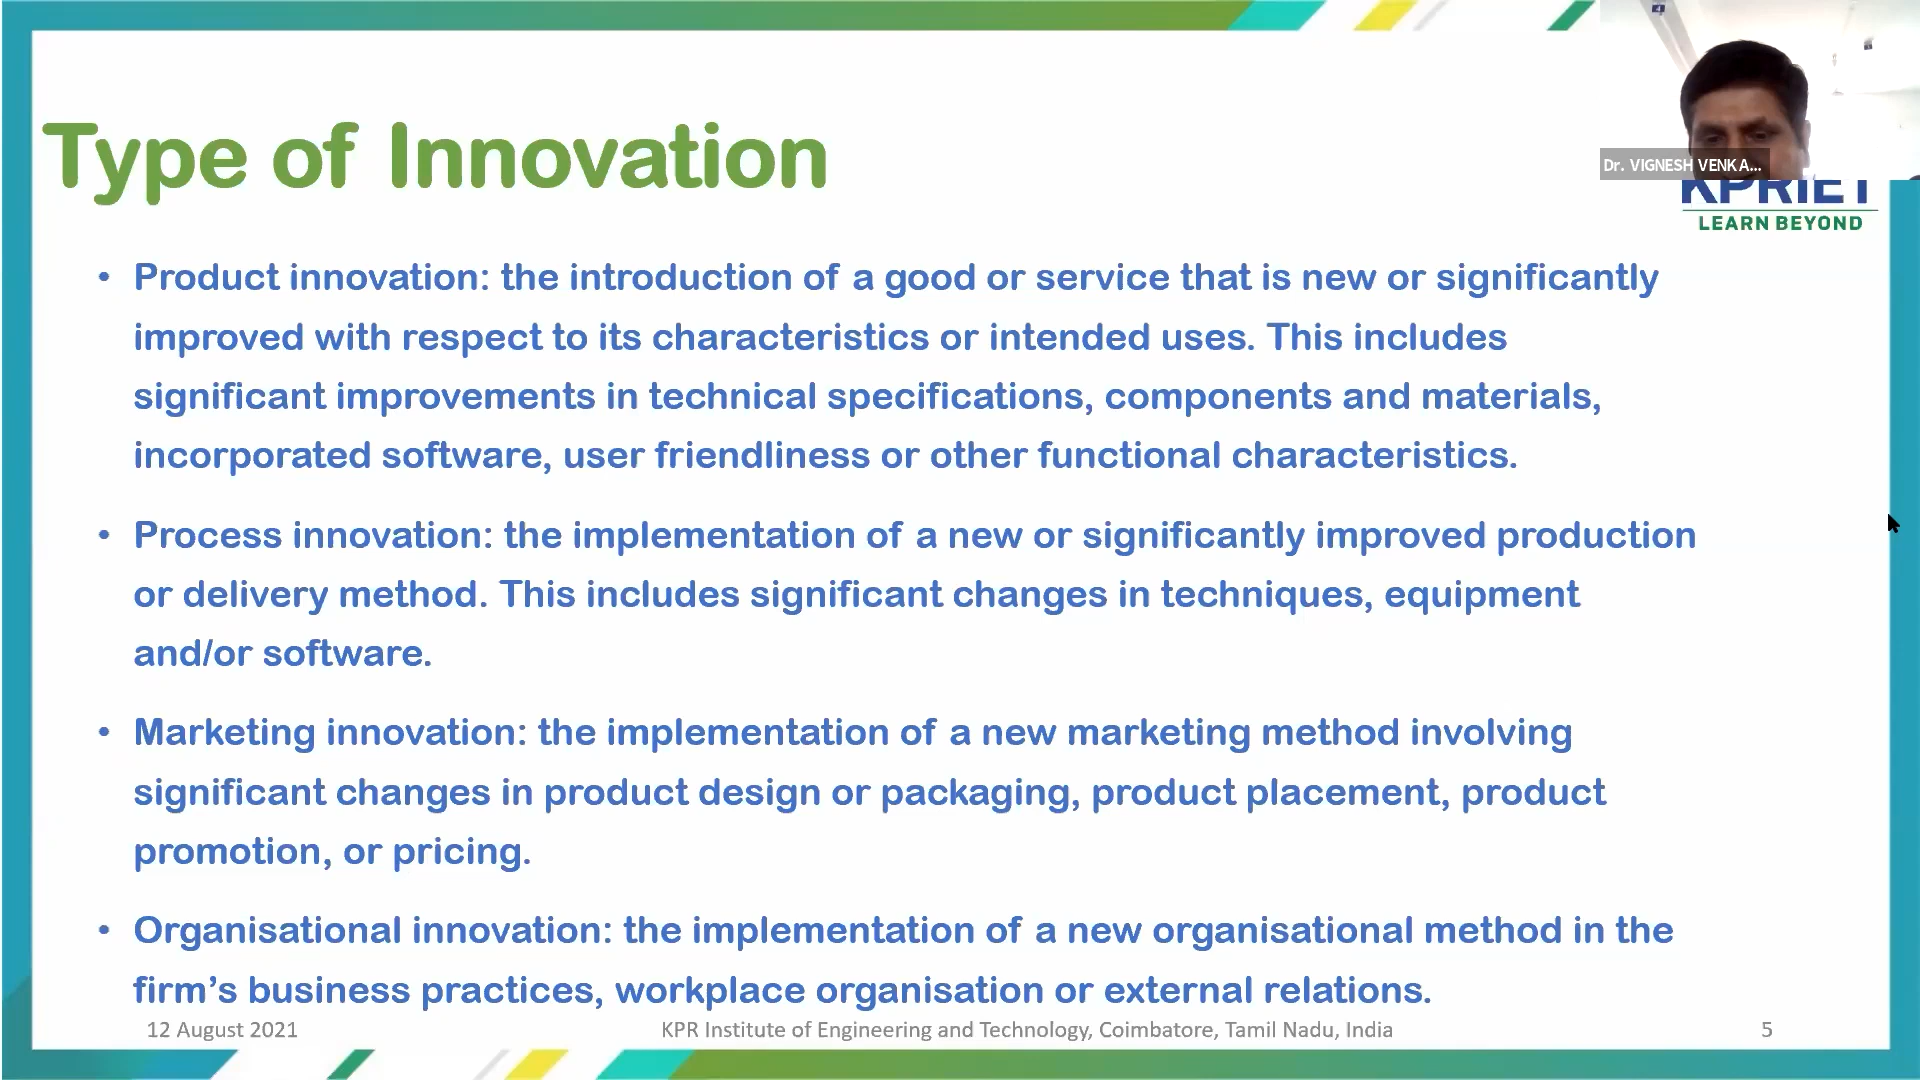 Type of Innovation
Dr. VIGNESH VENKA...
KPRIET
LEARN BEYOND
• Product innovation: the introduction of a good or service that is new or significantly
improved with respect to its characteristics or intended uses. This includes
significant improvements in technical specifications, components and materials,
incorporated software, user friendliness or other functional characteristics.
• Process innovation: the implementation of a new or significantly improved production
or delivery method. This includes significant changes in techniques, equipment
and/or software.
• Marketing innovation: the implementation of a new marketing method involving
significant changes in product design or packaging, product placement, product
promotion, or pricing.
• Organisational innovation: the implementation of a new organisational method in the
firm’s business practices, workplace organisation or external relations.
12 August 2021
KPR Institute of Engineering and Technology, Coimbatore, Tamil Nadu, India
5